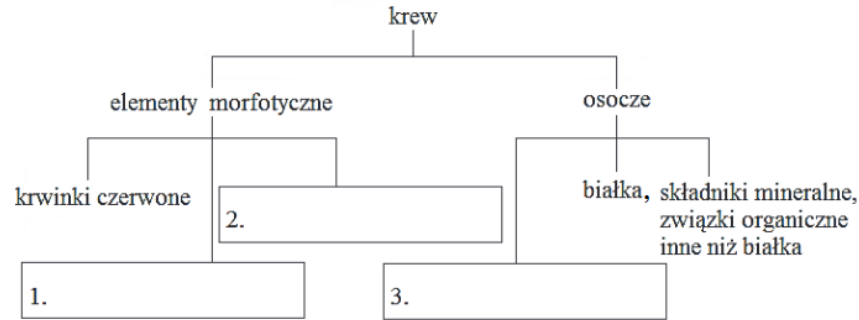 krew
elementy morfotyczne
osocze
krwinki czerwone
2.
białka,
składniki mineralne,
związki organiczne
inne niż białka
1.
3.